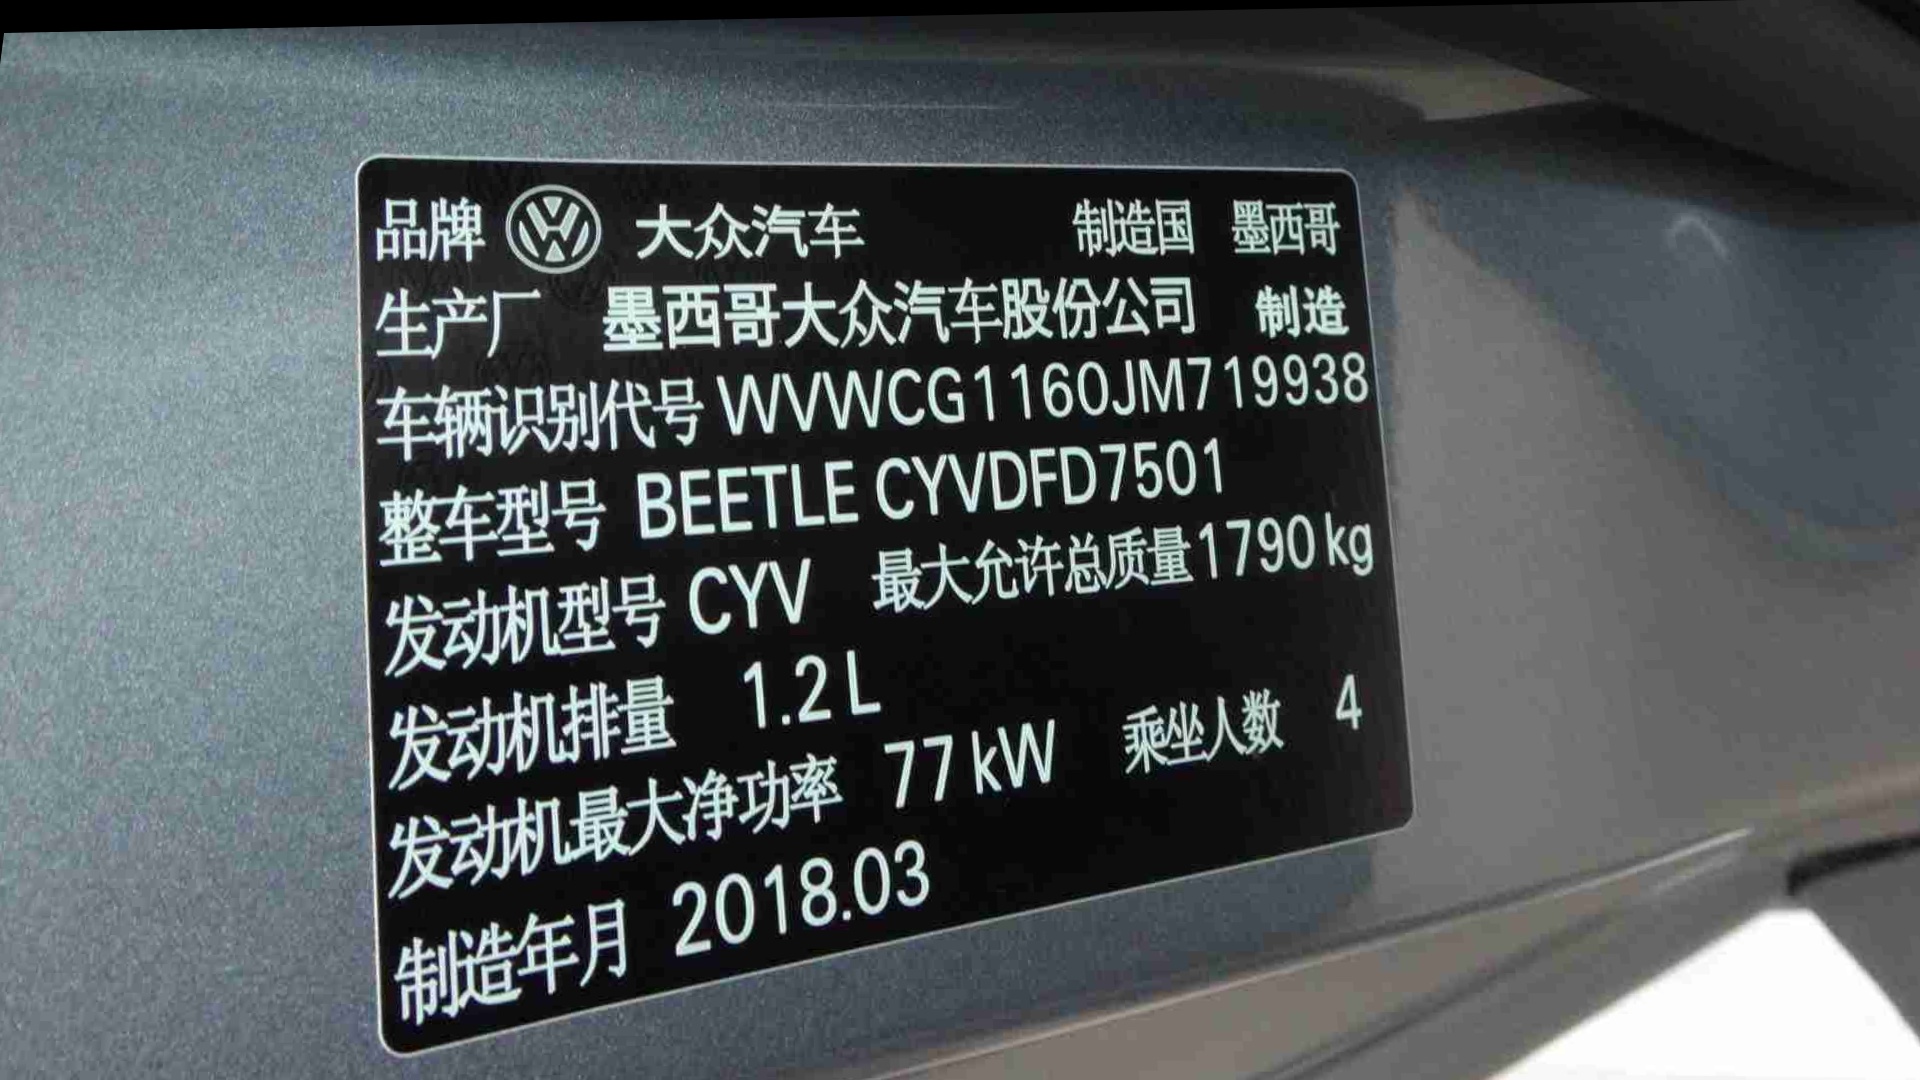 品牌 大众汽车 制造国 墨西哥
生产厂 墨西哥大众汽车股份公司 制造
车辆识别代号 WVWCG1160JM719938
整车型号 BEETLE CYVDFD7501
发动机型号 CYV 最大允许总质量 1790 kg
发动机排量 1.2 L
发动机最大净功率 77 kW 乘坐人数 4
制造年月 2018.03